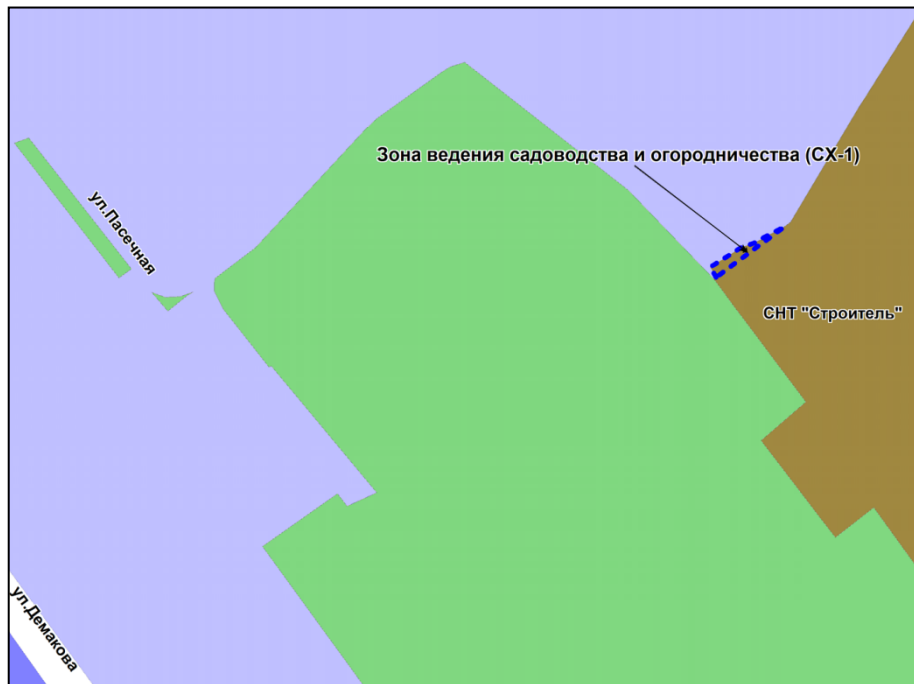 Зона ведения садоводства и огородничества (СХ-1)
ул.Пасечная
СНТ "Строитель"
ул.Демакова